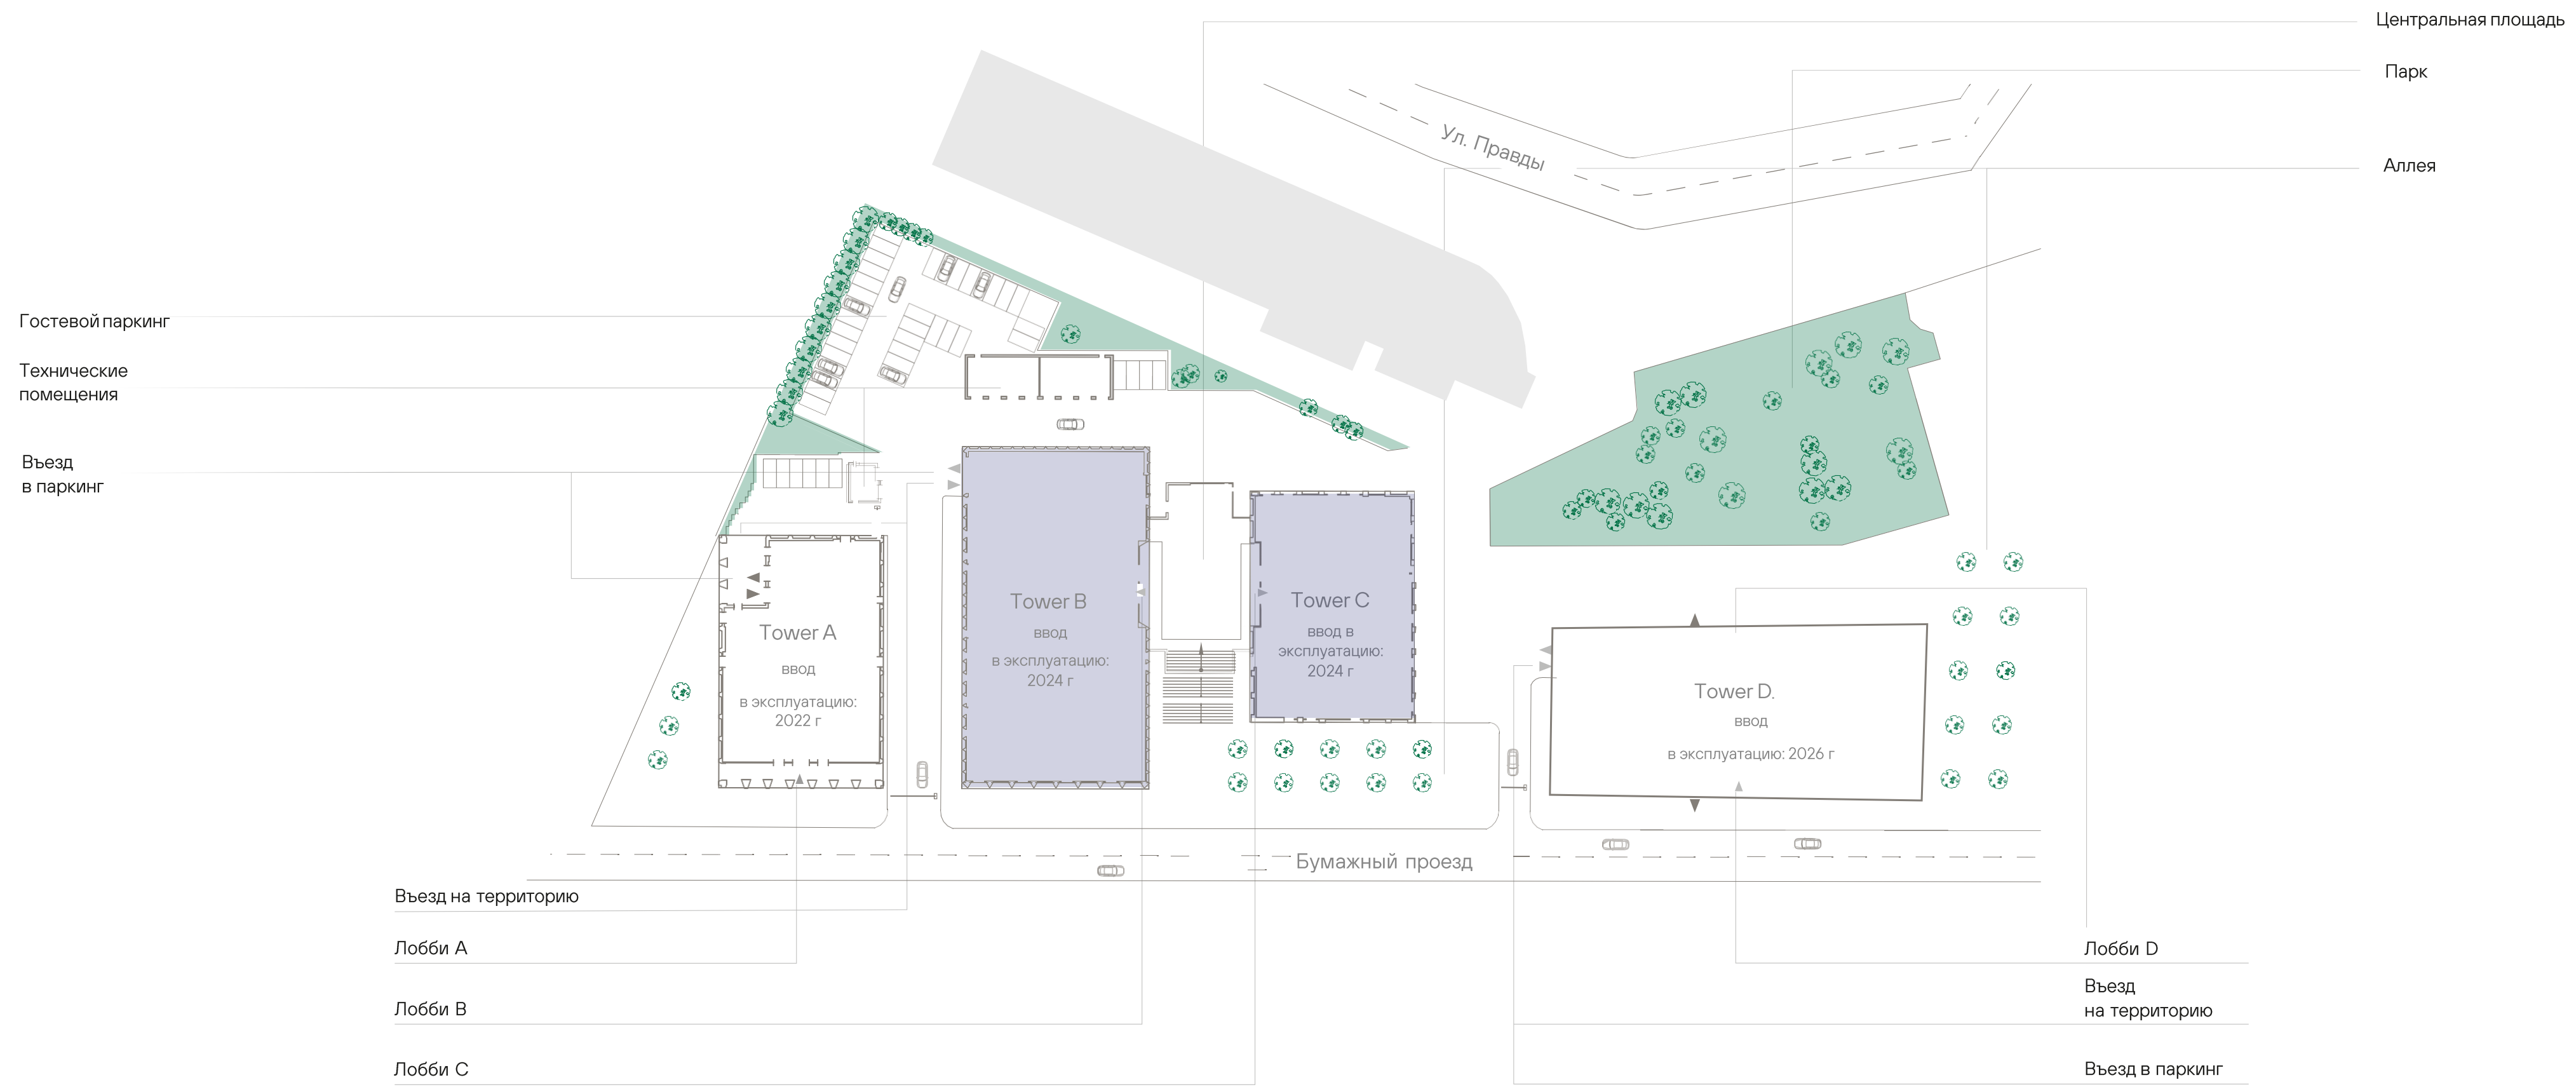 Центральная площадь
Парк
Ул. Правды
Аллея
Гостевой паркинг
Технические
помещения
Въезд
в паркинг
Tower A
ввод
в эксплуатацию:
2022 г
Tower B
ввод
в эксплуатацию:
2024 г
Tower C
ввод в
эксплуатацию:
2024 г
Tower D.
ввод
в эксплуатацию: 2026 г
Бумажный проезд
Въезд на территорию
Лобби A
Лобби B
Лобби C
Лобби D
Въезд
на территорию
Въезд в паркинг